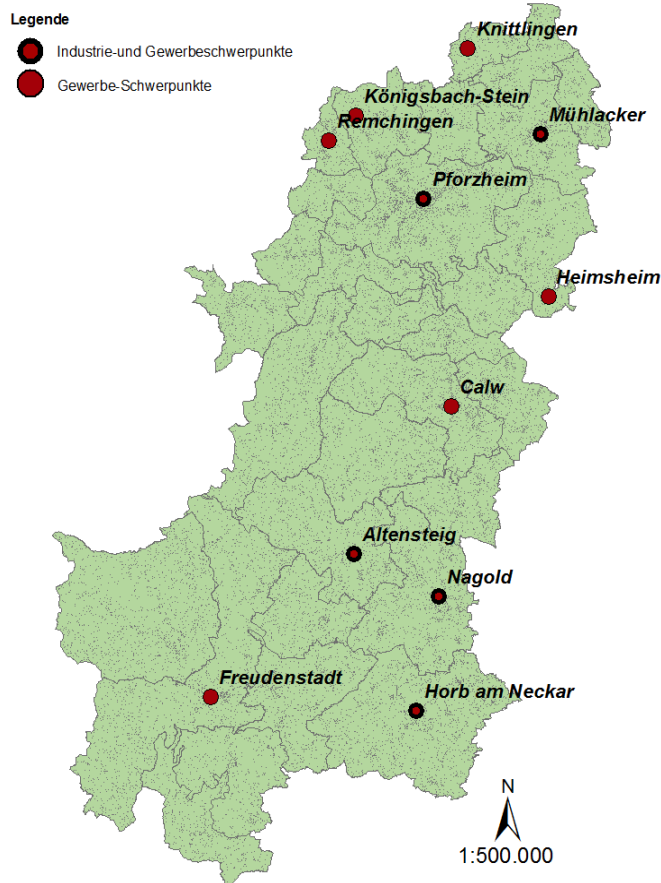 Legende
Industrie-und Gewerbeschwerpunkte
Gewerbe-Schwerpunkte
Knittlingen
Königsbach-Stein
Remchingen
Mühlacker
Pforzheim
Heimsheim
Calw
Altensteig
Nagold
Freudenstadt
Horb am Neckar
N
1:500.000